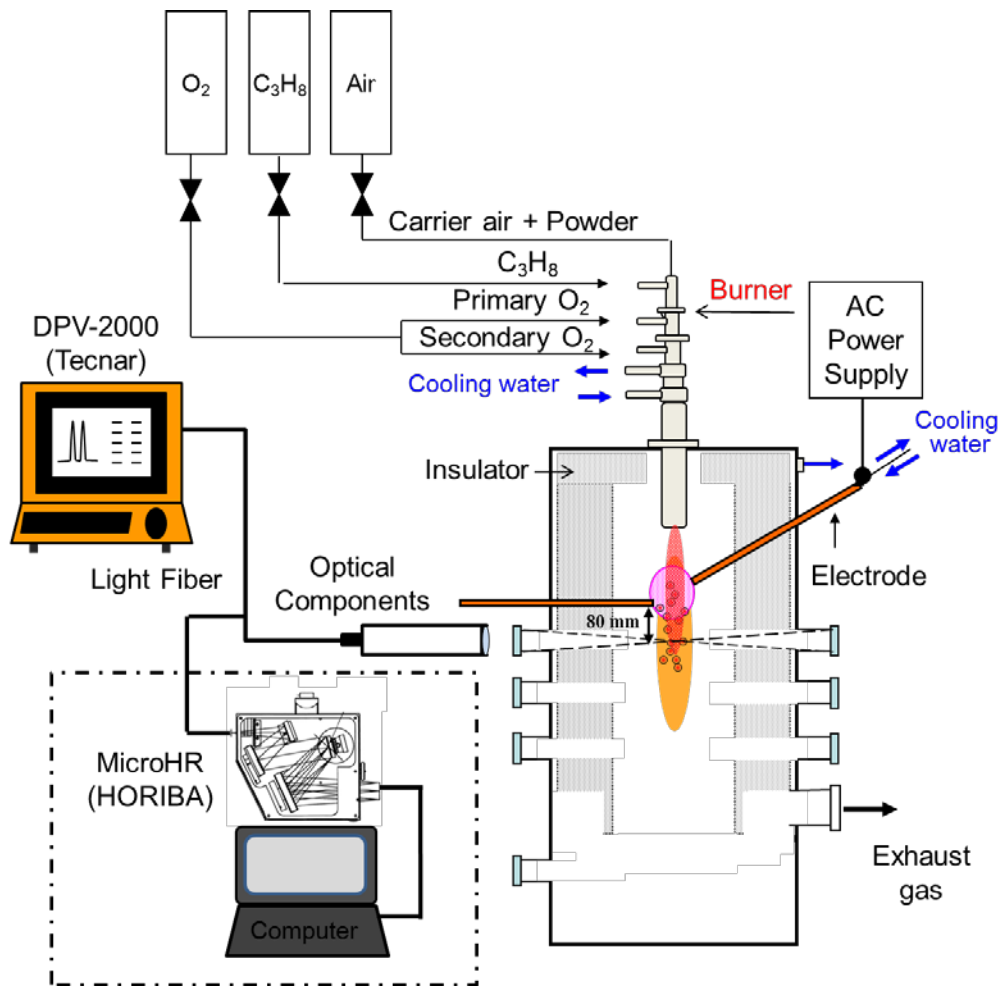 O₂
C₃H₈
Air
Carrier air + Powder
C₃H₈
Primary O₂
Secondary O₂
Cooling water
Burner
AC
Power
Supply
Cooling
water
DPV-2000
(Tecnar)
Insulator
Electrode
Light Fiber
Optical
Components
80 mm
MicroHR
(HORIBA)
Computer
Exhaust
gas